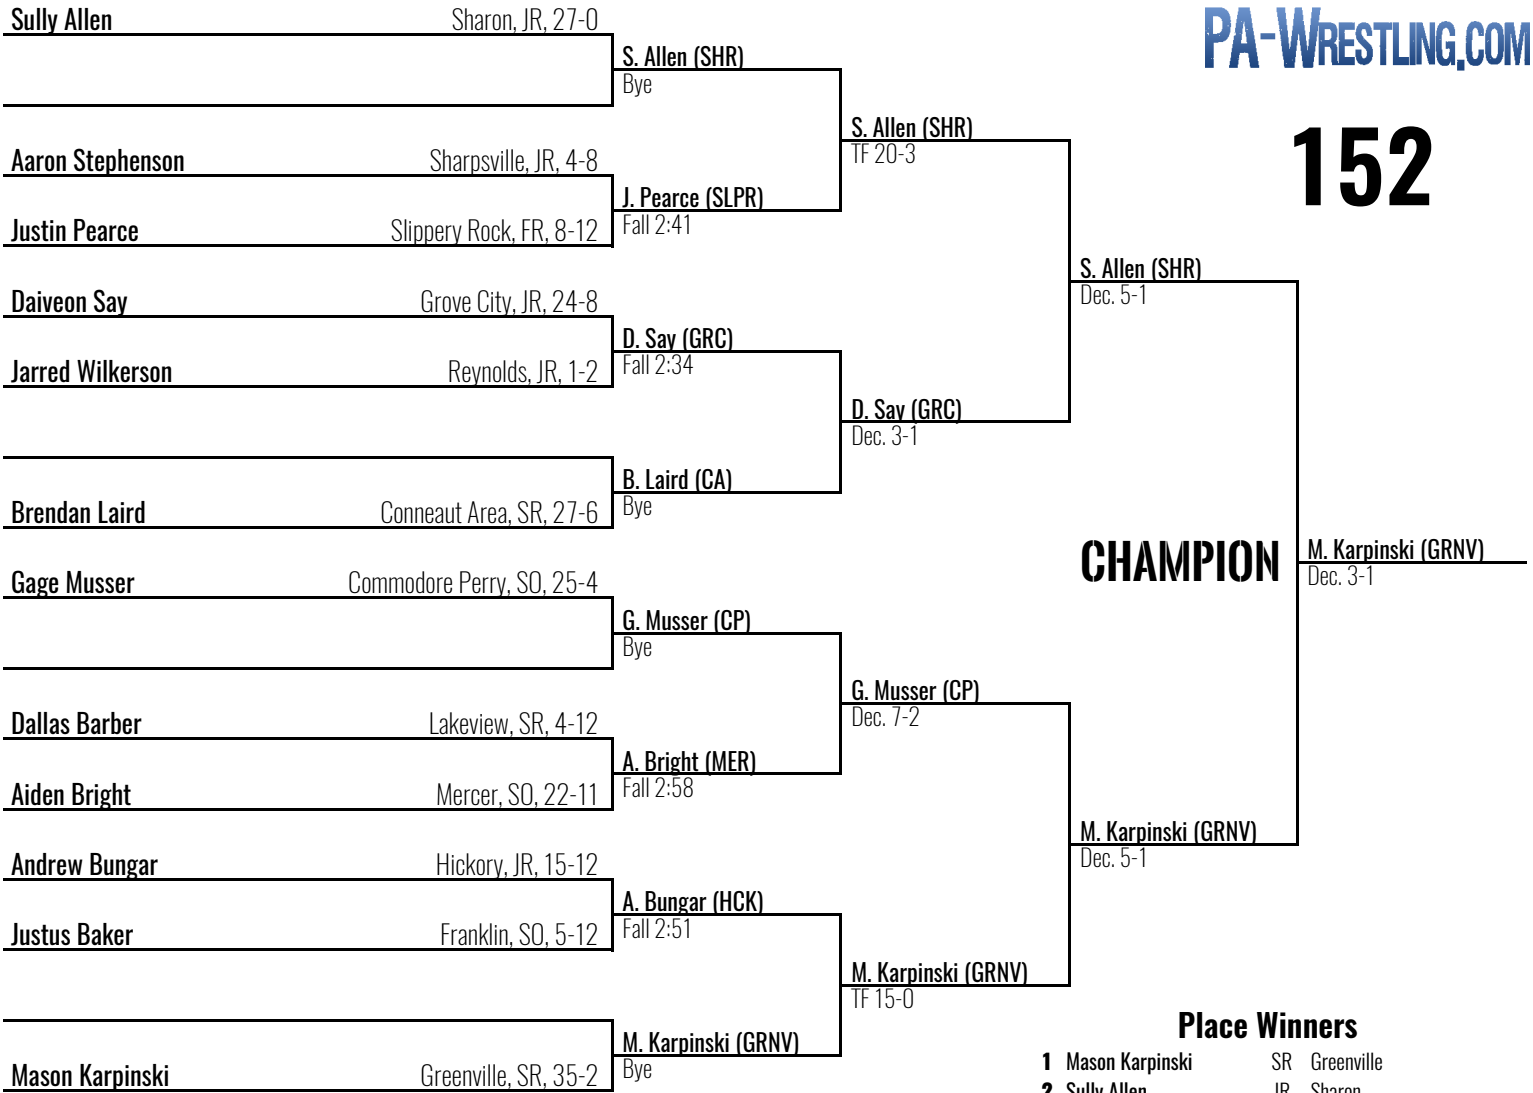 Sully Allen Sharon, JR, 27-0
PA-WRESTLING.COM
S. Allen (SHR)
Bye
152
S. Allen (SHR)
TF 20-3
Aaron Stephenson Sharpsville, JR, 4-8
J. Pearce (SLPR)
Fall 2:41
Justin Pearce Slippery Rock, FR, 8-12
S. Allen (SHR)
Dec. 5-1
Daiveon Say Grove City, JR, 24-8
D. Say (GRC)
Fall 2:34
Jarred Wilkerson Reynolds, JR, 1-2
D. Say (GRC)
Dec. 3-1
B. Laird (CA)
Bye
Brendan Laird Conneaut Area, SR, 27-6
CHAMPION
M. Karpinski (GRNV)
Dec. 3-1
Gage Musser Commodore Perry, SO, 25-4
G. Musser (CP)
Bye
G. Musser (CP)
Dec. 7-2
Dallas Barber Lakeview, SR, 4-12
A. Bright (MER)
Fall 2:58
Aiden Bright Mercer, SO, 22-11
M. Karpinski (GRNV)
Dec. 5-1
Andrew Bungar Hickory, JR, 15-12
A. Bungar (HCK)
Fall 2:51
Justus Baker Franklin, SO, 5-12
M. Karpinski (GRNV)
TF 15-0
M. Karpinski (GRNV)
Bye
Mason Karpinski Greenville, SR, 35-2
Place Winners
1 Mason Karpinski SR Greenville
2 Sully Allen JR Sharon